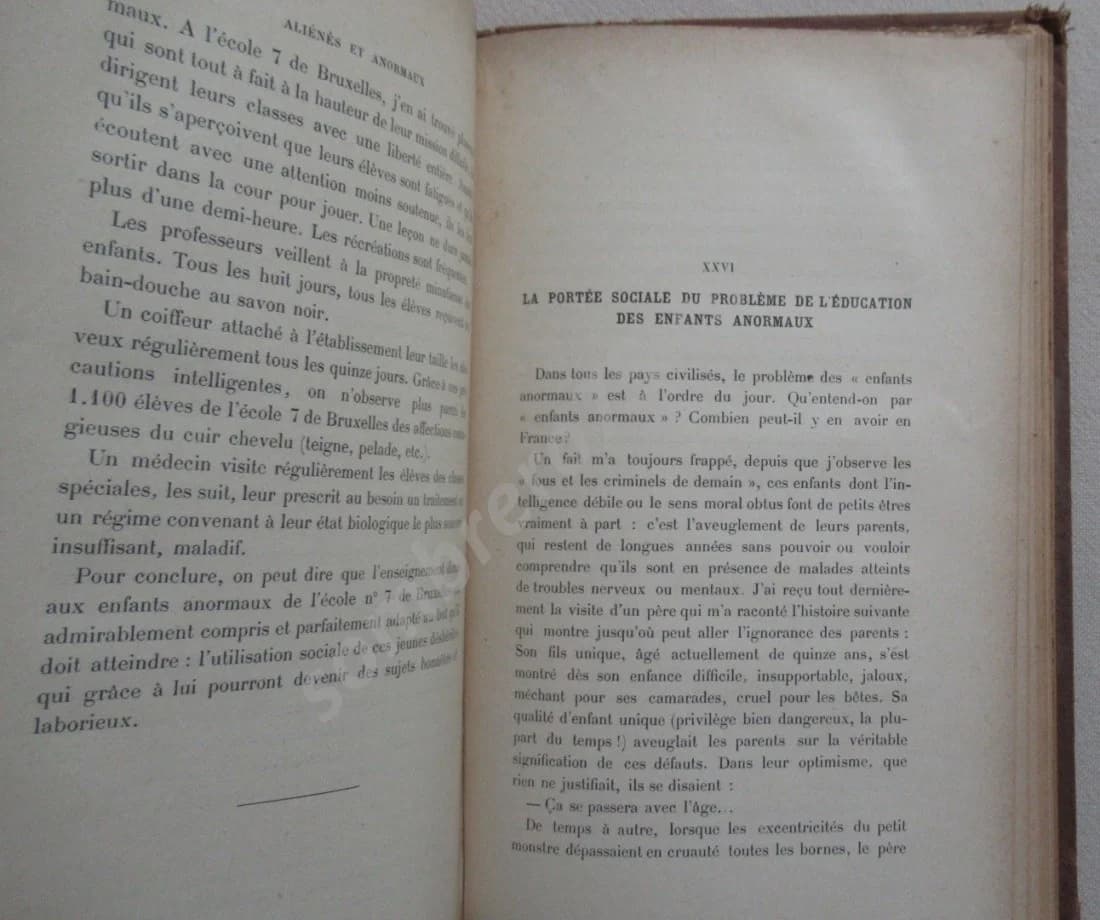 ALIÉNÉS ET ANORMAUX
maux. A l'école 7 de Bruxelles, j'en ai trouvé
qui sont tout à fait à la hauteur de leur mission
dirigent leurs classes avec une liberté entière
qu'ils s'aperçoivent que leurs élèves sont fatigués et
écoutent avec une attention moins soutenue, ils les
sortir dans la cour pour jouer. Une leçon ne dure
plus d'une demi-heure. Les récréations sont fréquentes.
Les professeurs veillent à la propreté minutieuse
enfants. Tous les huit jours, tous les élèves reçoivent
bain-douche au savon noir.
Un coiffeur attaché à l'établissement leur taille les
veux régulièrement tous les quinze jours. Grâce à ces
cautions intelligentes, on n'observe plus parmi les
1.100 élèves de l'école 7 de Bruxelles des affections
gieuses du cuir chevelu (teigne, pelade, etc.).
Un médecin visite régulièrement les élèves des classes
spéciales, les suit, leur prescrit au besoin un traitement
un régime convenant à leur état biologique le plus souvent
insuffisant, maladif.
Pour conclure, on peut dire que l'enseignement
aux enfants anormaux de l'école n° 7 de Bruxelles
admirablement compris et parfaitement adapté au but qu'il
doit atteindre : l'utilisation sociale de ces jeunes déshérités
qui grâce à lui pourront devenir des sujets honnêtes et
laborieux.
XXVI
LA PORTÉE SOCIALE DU PROBLÈME DE L'ÉDUCATION
DES ENFANTS ANORMAUX
Dans tous les pays civilisés, le problème des « enfants
anormaux » est à l'ordre du jour. Qu'entend-on par
« enfants anormaux » ? Combien peut-il y en avoir en
France ?
Un fait m'a toujours frappé, depuis que j'observe les
« fous et les criminels de demain », ces enfants dont l'in-
telligence débile ou le sens moral obtus font de petits êtres
vraiment à part : c'est l'aveuglement de leurs parents,
qui restent de longues années sans pouvoir ou vouloir
comprendre qu'ils sont en présence de malades atteints
de troubles nerveux ou mentaux. J'ai reçu tout dernière-
ment la visite d'un père qui m'a raconté l'histoire suivante
qui montre jusqu'où peut aller l'ignorance des parents :
Son fils unique, âgé actuellement de quinze ans, s'ést
montré dès son enfance difficile, insupportable, jaloux,
méchant pour ses camarades, cruel pour les bêtes. Sa
qualité d'enfant unique (privilège bien dangereux, la plu-
part du temps !) aveuglait les parents sur la véritable
signification de ces défauts. Dans leur optimisme, que
rien ne justifiait, ils se disaient :
— Ça se passera avec l'âge...
De temps à autre, lorsque les excentricités du petit
monstre dépassaient en cruauté toutes les bornes, le père